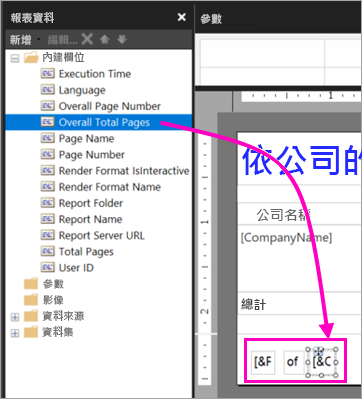 報表資料
參數
新增 編輯...
內建欄位
Execution Time
Language
Overall Page Number
Overall Total Pages
Page Name
Page Number
Render Format IsInteractive
Render Format Name
Report Folder
Report Name
Report Server URL
Total Pages
User ID
參數
影像
資料來源
資料集
1
1
2
依公司的
公司名稱
[CompanyName]
總計
[&F of [&C